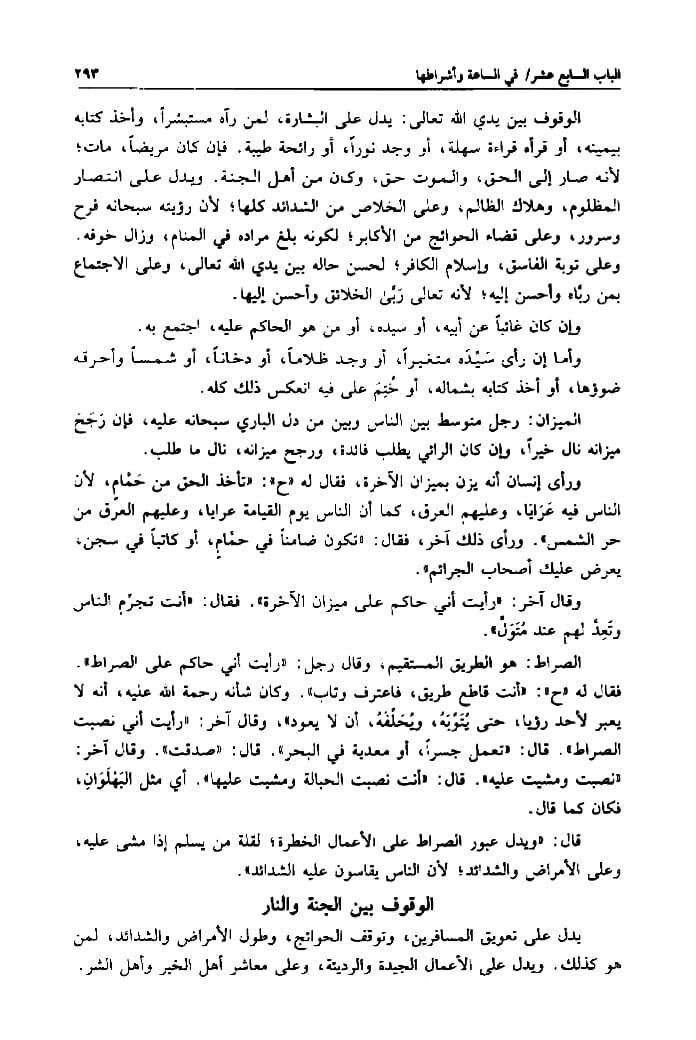 الباب السابع عشر/ في الساعة وأشراطها ٢٩٣
الوقوف بين يدي الله تعالى: يدل على البشارة، لمن رآه مستبشراً، وأخذ كتابه
بيمينه، أو قرأه قراءة سهلة، أو وجد نوراً، أو رائحة طيبة. فإن كان مريضاً، مات؛
لأنه صار إلى الحق، والموت حق، وكان من أهل الجنة. ويدل على انتصار
المظلوم، وهلاك الظالم، وعلى الخلاص من الشدائد كلها؛ لأن رؤيته سبحانه فرح
وسرور، وعلى قضاء الحوائج من الأكابر؛ لكونه بلغ مراده في المنام، وزال خوفه.
وعلى توبة الفاسق، وإسلام الكافر؛ لحسن حاله بين يدي الله تعالى، وعلى الاجتماع
بمن ربَّاه وأحسن إليه؛ لأنه تعالى رَبَّىٰ الخلائق وأحسن إليها.
وإن كان غائباً عن أبيه، أو سيده، أو من هو الحاكم عليه، اجتمع به.
وأما إن رأى سَيِّدَه متغيراً، أو وجد ظلاماً، أو دخاناً، أو شمساً وأحرقه
ضوؤها، أو أخذ كتابه بشماله، أو خُتِمَ على فيه انعكس ذلك كله.
الميزان: رجل متوسط بين الناس وبين من دل الباري سبحانه عليه، فإن رَجَحَ
ميزانه نال خيراً، وإن كان الرائي يطلب فائدة، ورجح ميزانه، نال ما طلب.
ورأى إنسان أنه يزن بميزان الآخرة، فقال له «ح»: «تأخذ الحق من حَمَّامٍ، لأن
الناس فيه عَرَايَا، وعليهم العرق، كما أن الناس يوم القيامة عرايا، وعليهم العرق من
حر الشمس». ورأى ذلك آخر، فقال: «تكون ضامناً في حمَّامٍ، أو كاتباً في سجن،
يعرض عليك أصحاب الجرائم».
وقال آخر: «رأيت أني حاكم على ميزان الآخرة». فقال: «أنت تجرِّم الناس
وتَعِدُّ لهم عند مُتَوَلٍّ».
الصراط: هو الطريق المستقيم، وقال رجل: «رأيت أني حاكم على الصراط».
فقال له «ح»: «أنت قاطع طريق، فاعترف وتاب». وكان شأنه رحمة الله عليه، أنه لا
يعبر لأحد رؤيا، حتى يُتَوِّبَهُ، ويُحَلِّفَهُ، أن لا يعود»، وقال آخر: «رأيت أني نصبت
الصراط». قال: «تعمل جسراً، أو معدية في البحر». قال: «صدقت». وقال آخر:
«نصبت ومشيت عليه». قال: «أنت نصبت الحبالة ومشيت عليها». أي مثل البَهْلَوَانِ،
فكان كما قال.
قال: «ويدل عبور الصراط على الأعمال الخطرة؛ لقلة من يسلم إذا مشى عليه،
وعلى الأمراض والشدائد؛ لأن الناس يقاسون عليه الشدائد».
الوقوف بين الجنة والنار
يدل على تعويق المسافرين، وتوقف الحوائج، وطول الأمراض والشدائد، لمن
هو كذلك. ويدل على الأعمال الجيدة والرديئة، وعلى معاشر أهل الخير وأهل الشر.